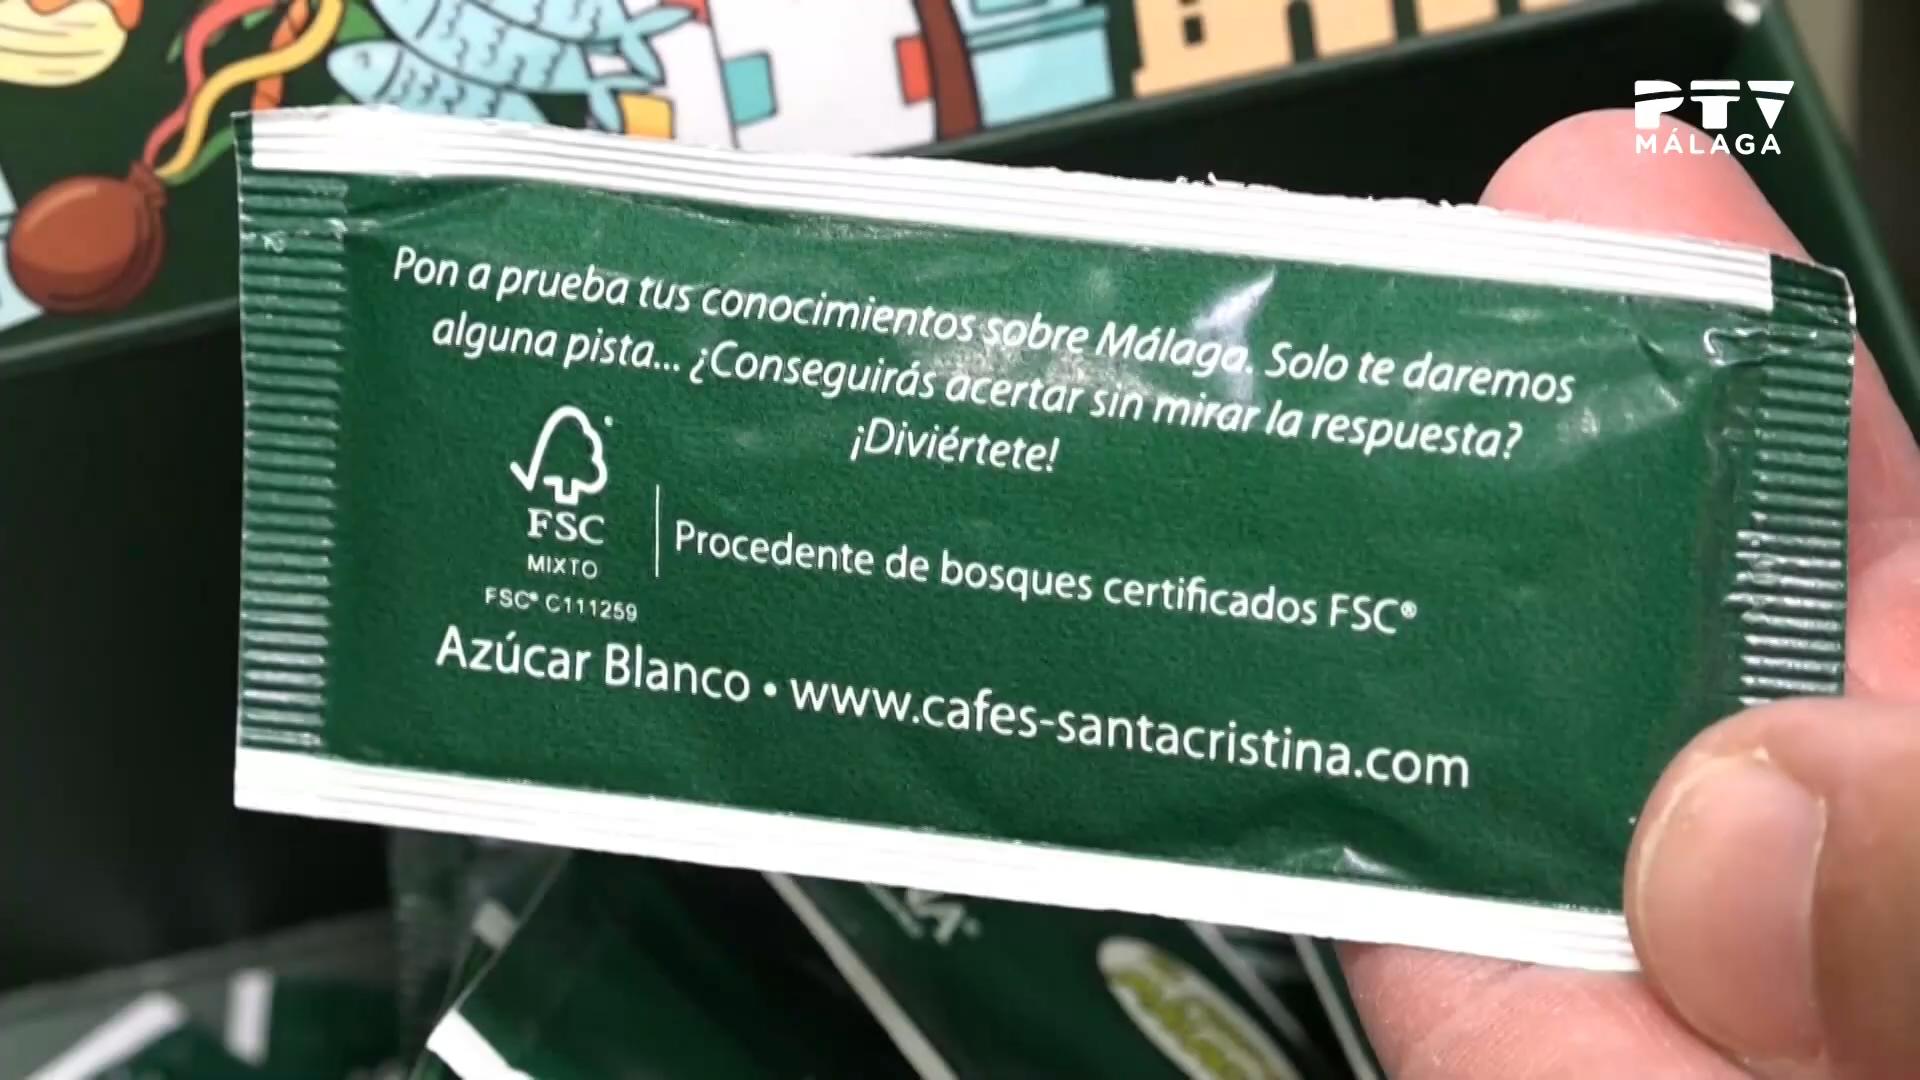 PTV
MÁLAGA
Pon a prueba tus conocimientos sobre Málaga. Solo te daremos
alguna pista... ¿Conseguirás acertar sin mirar la respuesta?
¡Diviértete!
FSC
MIXTO
FSC® C111259
Procedente de bosques certificados FSC®
Azúcar Blanco • www.cafes-santacristina.com